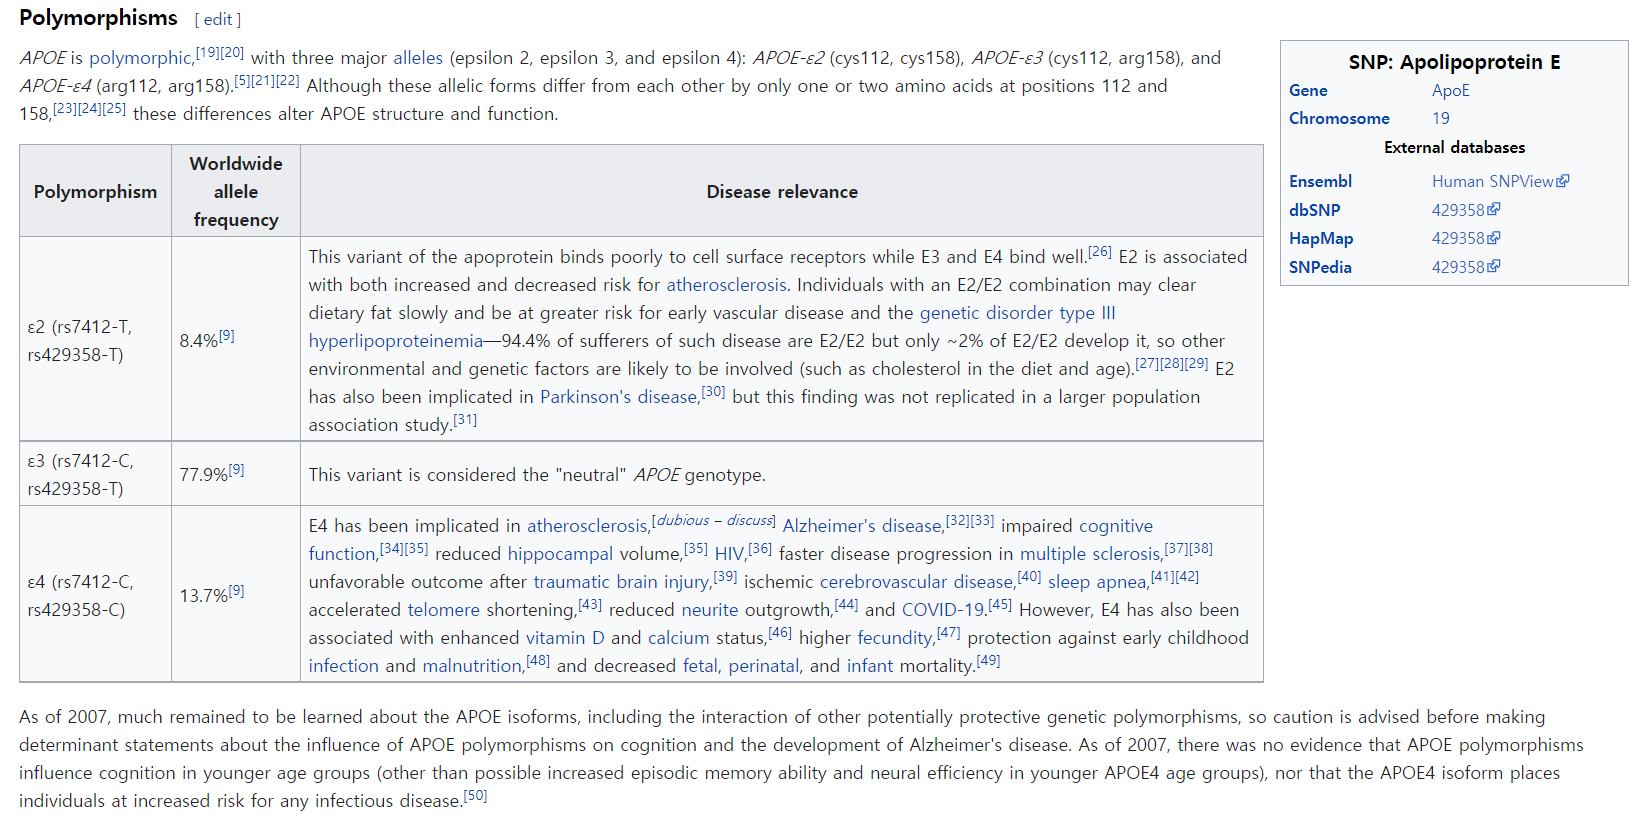 Polymorphisms [ edit ]
APOE is polymorphic,[19][20] with three major alleles (epsilon 2, epsilon 3, and epsilon 4): APOE-ε2 (cys112, cys158), APOE-ε3 (cys112, arg158), and
APOE-ε4 (arg112, arg158).[5][21][22] Although these allelic forms differ from each other by only one or two amino acids at positions 112 and
158,[23][24][25] these differences alter APOE structure and function.
Polymorphism
Worldwide
allele
frequency
Disease relevance
ε2 (rs7412-T,
rs429358-T)
8.4%[9]
This variant of the apoprotein binds poorly to cell surface receptors while E3 and E4 bind well.[26] E2 is associated
with both increased and decreased risk for atherosclerosis. Individuals with an E2/E2 combination may clear
dietary fat slowly and be at greater risk for early vascular disease and the genetic disorder type III
hyperlipoproteinemia—94.4% of sufferers of such disease are E2/E2 but only ~2% of E2/E2 develop it, so other
environmental and genetic factors are likely to be involved (such as cholesterol in the diet and age).[27][28][29] E2
has also been implicated in Parkinson's disease,[30] but this finding was not replicated in a larger population
association study.[31]
ε3 (rs7412-C,
rs429358-T)
77.9%[9]
This variant is considered the "neutral" APOE genotype.
ε4 (rs7412-C,
rs429358-C)
13.7%[9]
E4 has been implicated in atherosclerosis,[dubious – discuss] Alzheimer's disease,[32][33] impaired cognitive
function,[34][35] reduced hippocampal volume,[35] HIV,[36] faster disease progression in multiple sclerosis,[37][38]
unfavorable outcome after traumatic brain injury,[39] ischemic cerebrovascular disease,[40] sleep apnea,[41][42]
accelerated telomere shortening,[43] reduced neurite outgrowth,[44] and COVID-19.[45] However, E4 has also been
associated with enhanced vitamin D and calcium status,[46] higher fecundity,[47] protection against early childhood
infection and malnutrition,[48] and decreased fetal, perinatal, and infant mortality.[49]
As of 2007, much remained to be learned about the APOE isoforms, including the interaction of other potentially protective genetic polymorphisms, so caution is advised before making
determinant statements about the influence of APOE polymorphisms on cognition and the development of Alzheimer's disease. As of 2007, there was no evidence that APOE polymorphisms
influence cognition in younger age groups (other than possible increased episodic memory ability and neural efficiency in younger APOE4 age groups), nor that the APOE4 isoform places
individuals at increased risk for any infectious disease.[50]
SNP: Apolipoprotein E
Gene ApoE
Chromosome 19
External databases
Ensembl Human SNPView
dbSNP 429358
HapMap 429358
SNPedia 429358